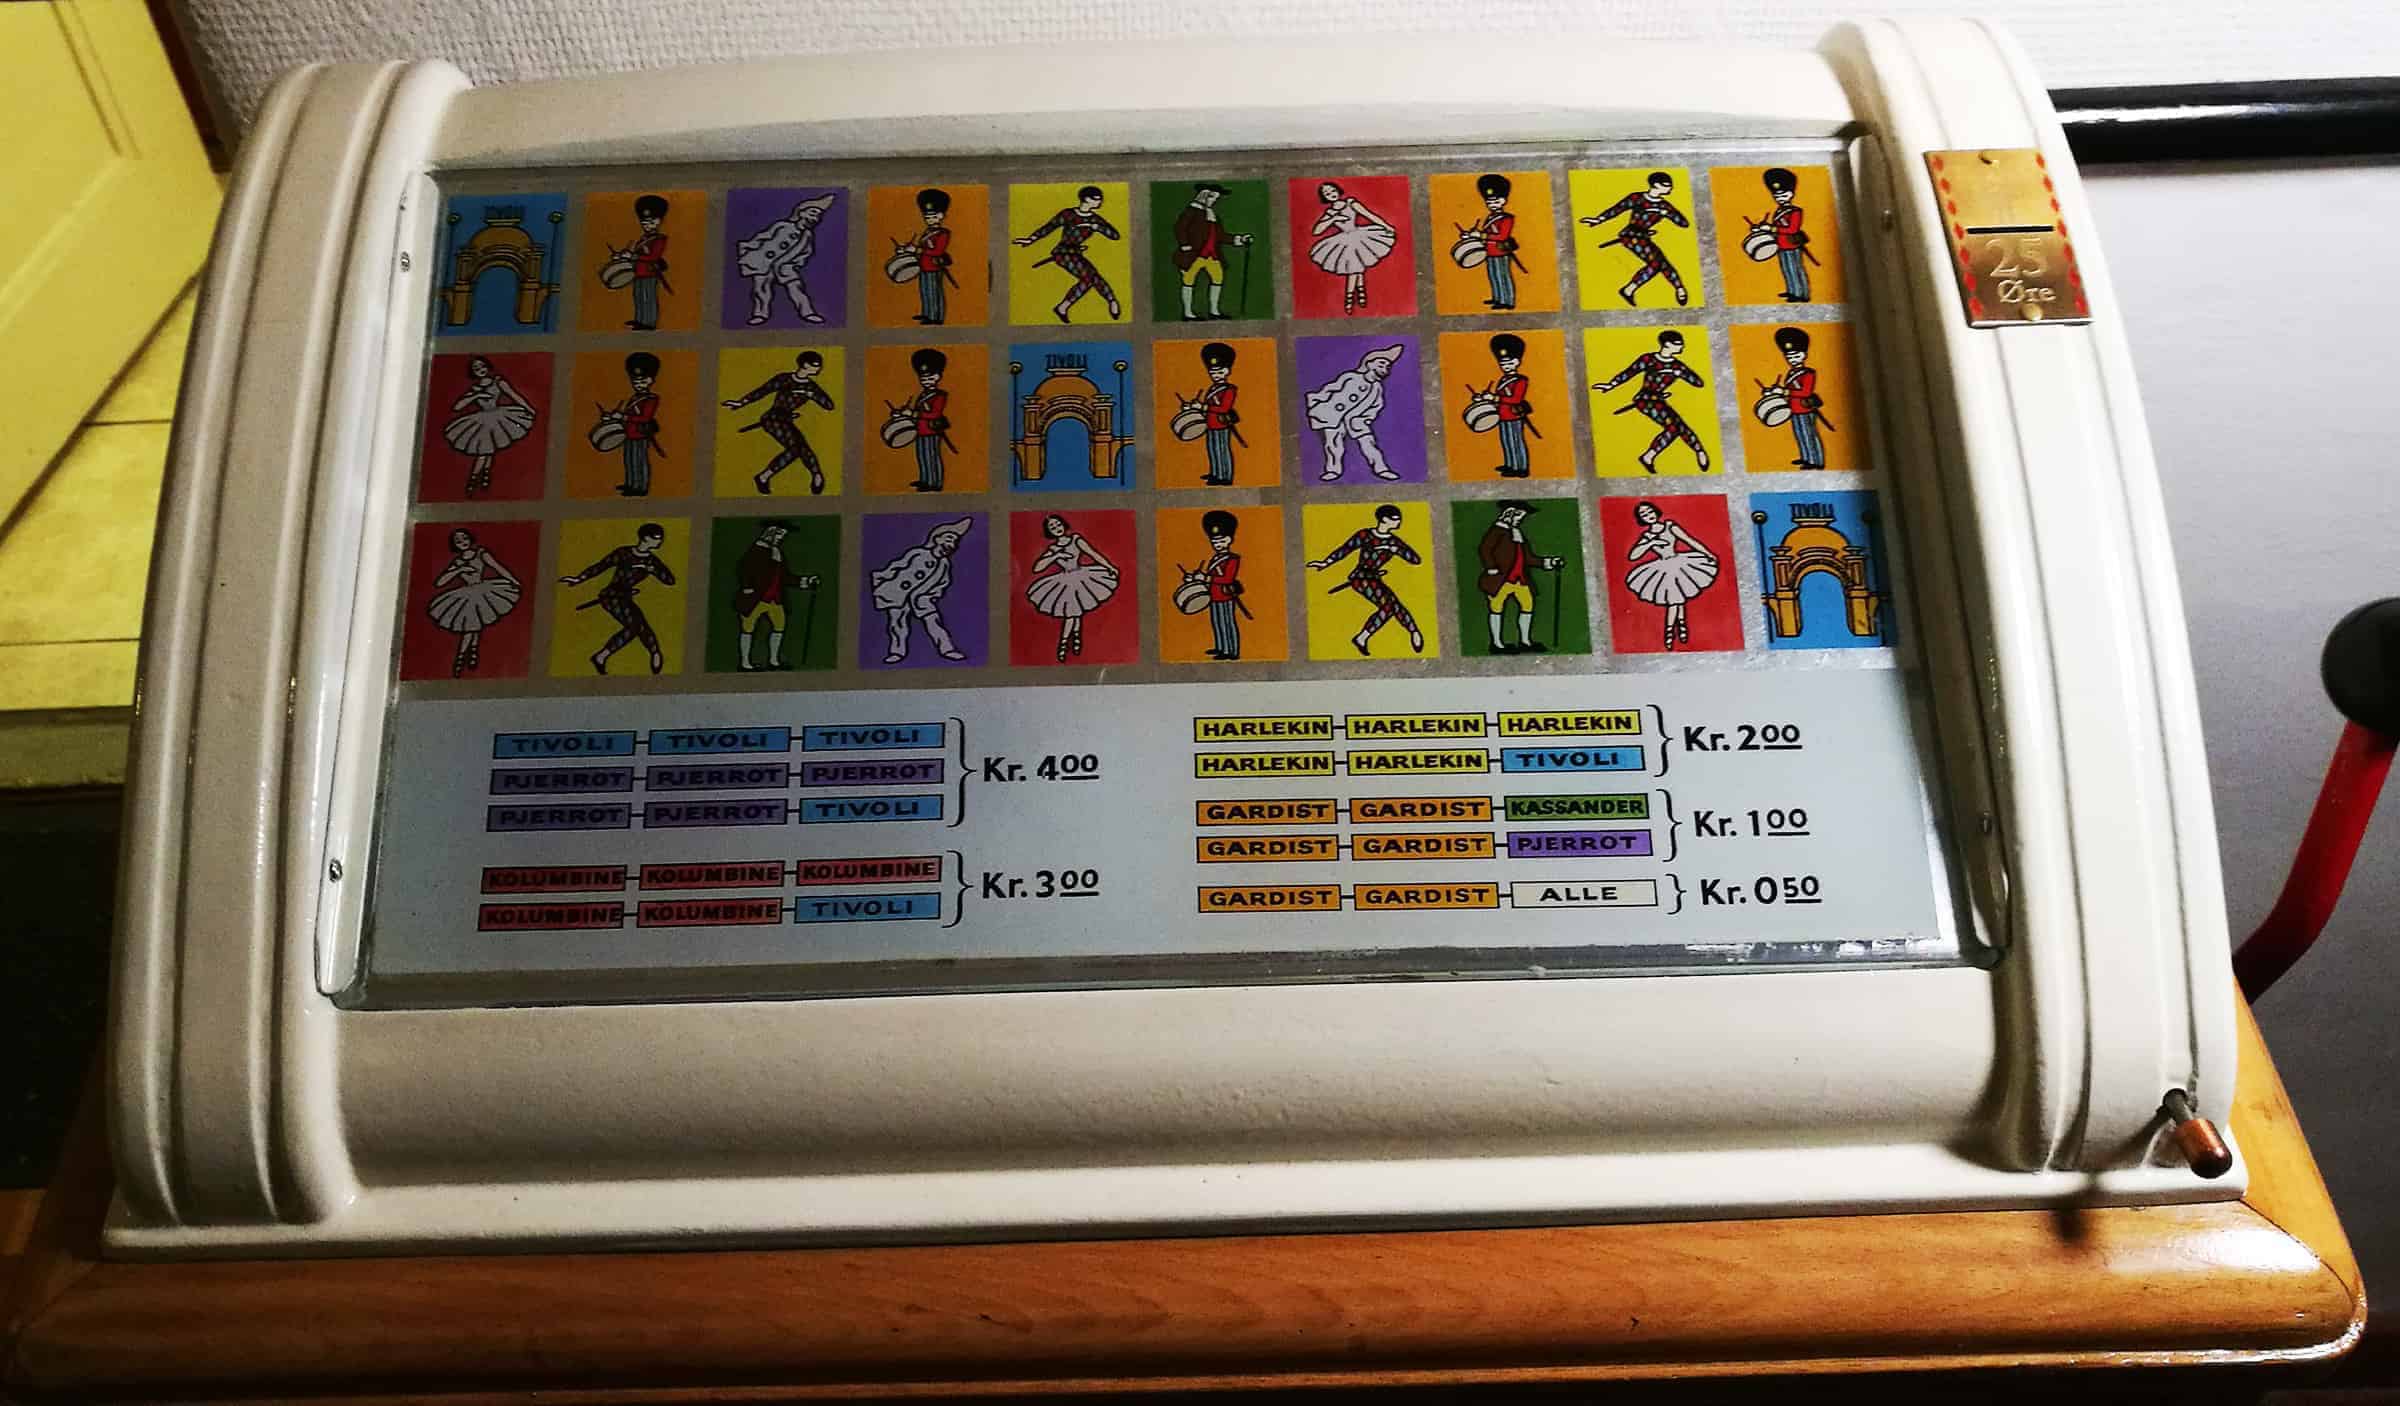 TIVOLI
TIVOLI
TIVOLI
25
Øre
TIVOLI TIVOLI TIVOLI
PJERROT PJERROT PJERROT
PJERROT PJERROT TIVOLI
Kr. 4.00
KOLUMBINE KOLUMBINE KOLUMBINE
KOLUMBINE KOLUMBINE TIVOLI
Kr. 3.00
HARLEKIN HARLEKIN HARLEKIN
HARLEKIN HARLEKIN TIVOLI
Kr. 2.00
GARDIST GARDIST KASSANDER
GARDIST GARDIST PJERROT
Kr. 1.00
GARDIST GARDIST ALLE
Kr. 0.50